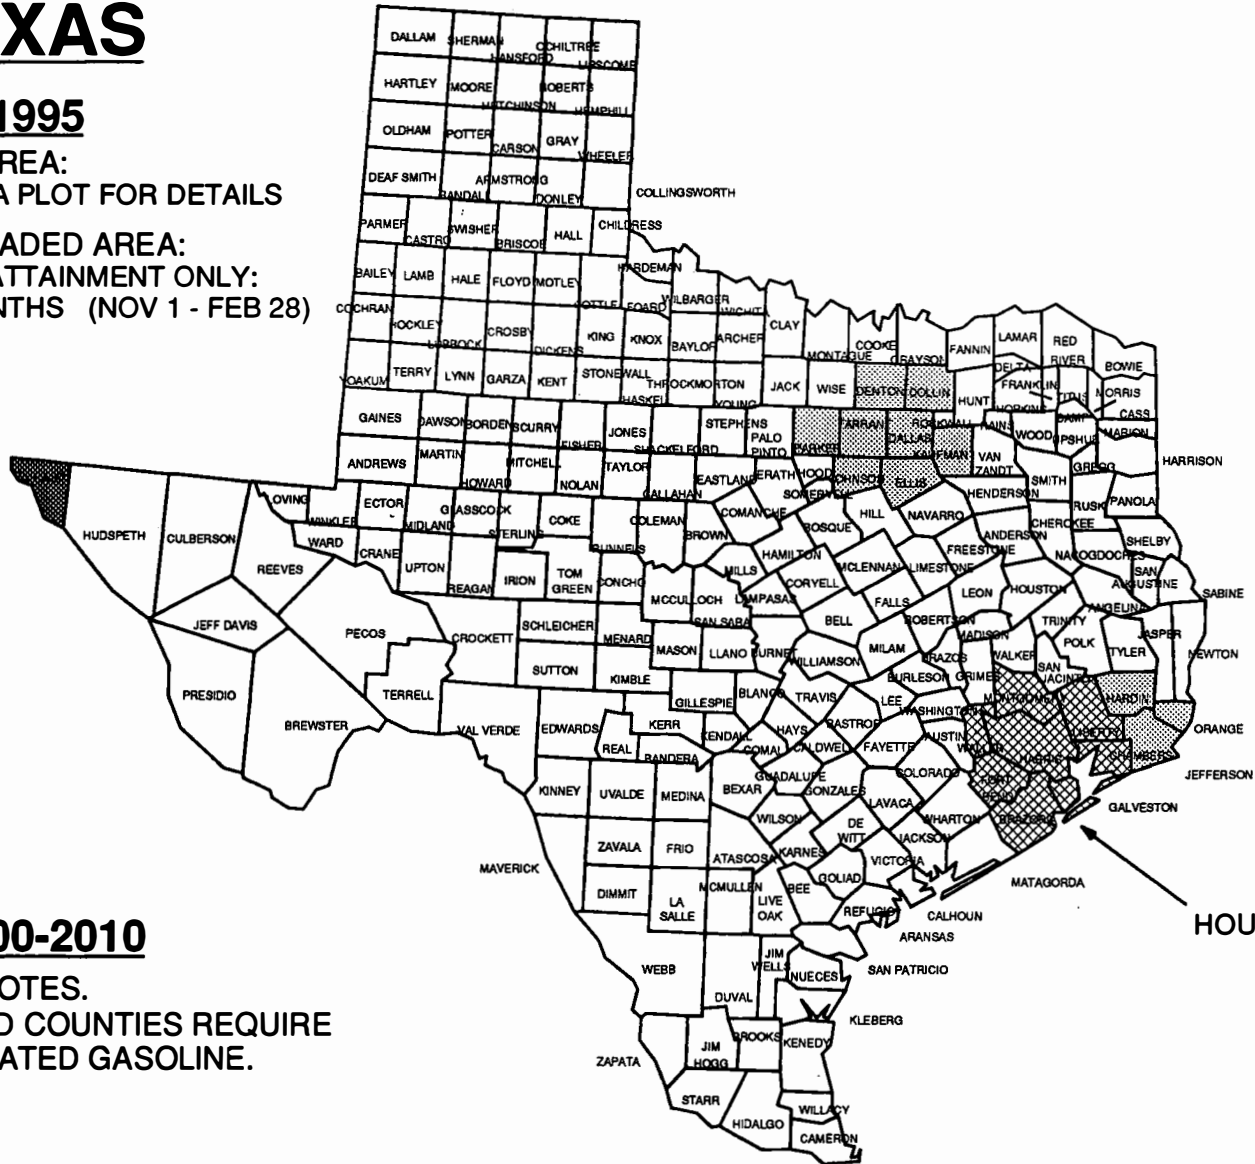 XAS
1995
REA:
A PLOT FOR DETAILS
ADED AREA:
ATTAINMENT ONLY:
NTHS (NOV 1 - FEB 28)
DALLAM SHERMAN HANSFORD OCHILTREE LIPSCOMB
HARTLEY MOORE HUTCHINSON ROBERTS HEMPHILL
OLDHAM POTTER CARSON GRAY WHEELER
DEAF SMITH RANDALL ARMSTRONG DONLEY COLLINGSWORTH
PARMER CASTRO SWISHER BRISCOE HALL CHILDRESS
BAILEY LAMB HALE FLOYD MOTLEY COTTLE HARDEMAN FOARD WILBARGER WICHITA
COCHRAN HOCKLEY LUBBOCK CROSBY DICKENS KING KNOX BAYLOR ARCHER CLAY MONTAGUE COOKE GRAYSON FANNIN LAMAR RED RIVER BOWIE
YOAKUM TERRY LYNN GARZA KENT STONEWALL HASKEL THROCKMORTON YOUNG JACK WISE DENTON COLLIN HUNT DELTA FRANKLIN HOPKINS TITUS MORRIS CASS
GAINES DAWSON BORDEN SCURRY FISHER JONES SHACKELFORD STEPHENS PALO PINTO PARKER TARRAN DALLAS ROCKWALL KAUFMAN RAINS WOOD CAMP UPSHUR MARION
ANDREWS MARTIN HOWARD MITCHELL NOLAN TAYLOR CALLAHAN EASTLAND ERATH HOOD SOMERVELL JOHNSON ELLIS VAN ZANDT SMITH GREGG HARRISON
LOVING WINKLER ECTOR MIDLAND GLASSCOCK STERLING COKE RUNNELS COLEMAN BROWN COMANCHE BOSQUE HILL NAVARRO HENDERSON RUSK PANOLA
HUDSPETH CULBERSON REEVES WARD CRANE UPTON REAGAN IRION TOM GREEN CONCHO MCCULLOCH MILLS HAMILTON CORYELL MCLENNAN LIMESTONE FREESTONE ANDERSON CHEROKEE NACOGDOCHES SHELBY
JEFF DAVIS PECOS CROCKETT SCHLEICHER MENARD SAN SABA LAMPASAS BELL FALLS ROBERTSON LEON HOUSTON TRINITY ANGELINA SAN AUGUSTINE SABINE
PRESIDIO BREWSTER TERRELL SUTTON KIMBLE MASON LLANO BURNET WILLIAMSON MILAM BRAZOS MADISON WALKER GRIMES SAN JACINTO POLK TYLER JASPER NEWTON
VAL VERDE EDWARDS REAL KERR GILLESPIE KENDALL BLANCO HAYS TRAVIS BASTROP LEE BURLESON WASHINGTON MONTGOMERY LIBERTY HARDIN ORANGE
BANDERA COMAL CALDWELL FAYETTE AUSTIN WALLER HARRIS CHAMBERS JEFFERSON
KINNEY UVALDE MEDINA BEXAR GUADALUPE GONZALES LAVACA COLORADO FORT BEND BRAZORIA GALVESTON
MAVERICK ZAVALA FRIO ATASCOSA WILSON KARNES DE WITT VICTORIA JACKSON WHARTON MATAGORDA
DIMMIT LA SALLE MCMULLEN LIVE OAK BEE GOLIAD REFUGIO CALHOUN ARANSAS
HOU
WEBB DUVAL JIM WELLS NUECES SAN PATRICIO
ZAPATA JIM HOGG BROOKS KENEDY KLEBERG
STARR HIDALGO WILLACY CAMERON
00-2010
OTES.
D COUNTIES REQUIRE
ATED GASOLINE.